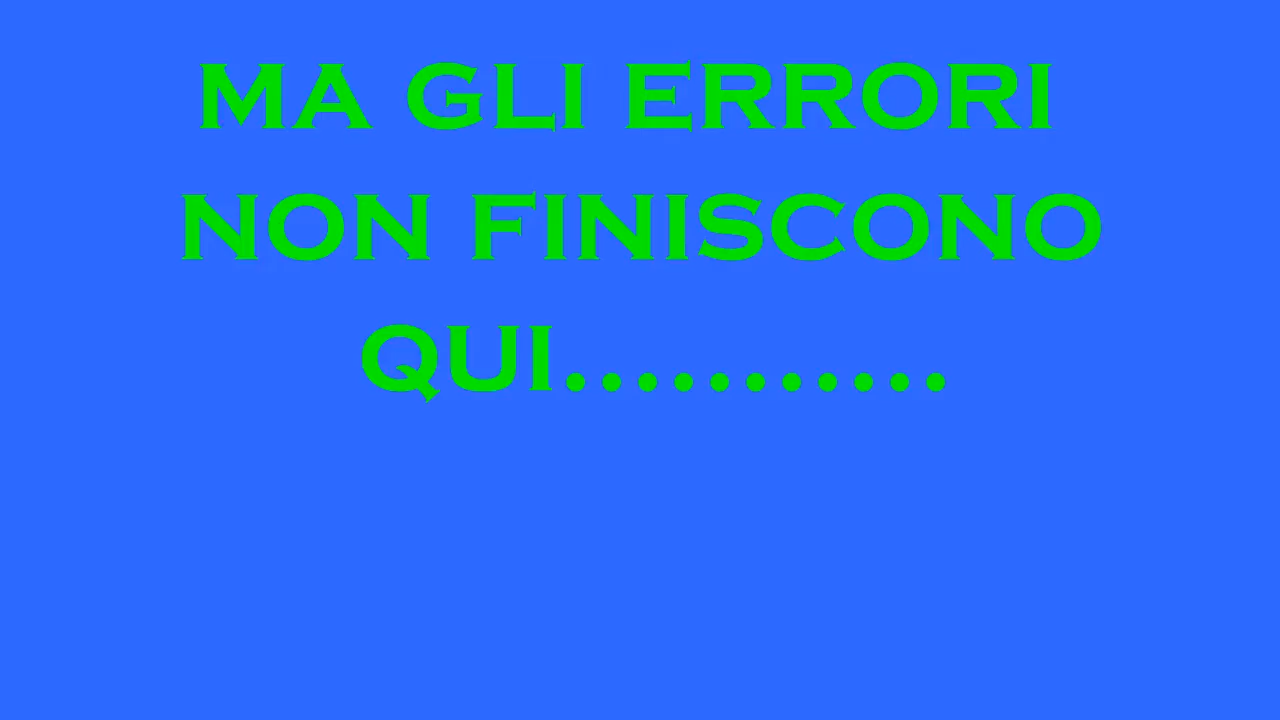 MA GLI ERRORI
NON FINISCONO
QUI...........